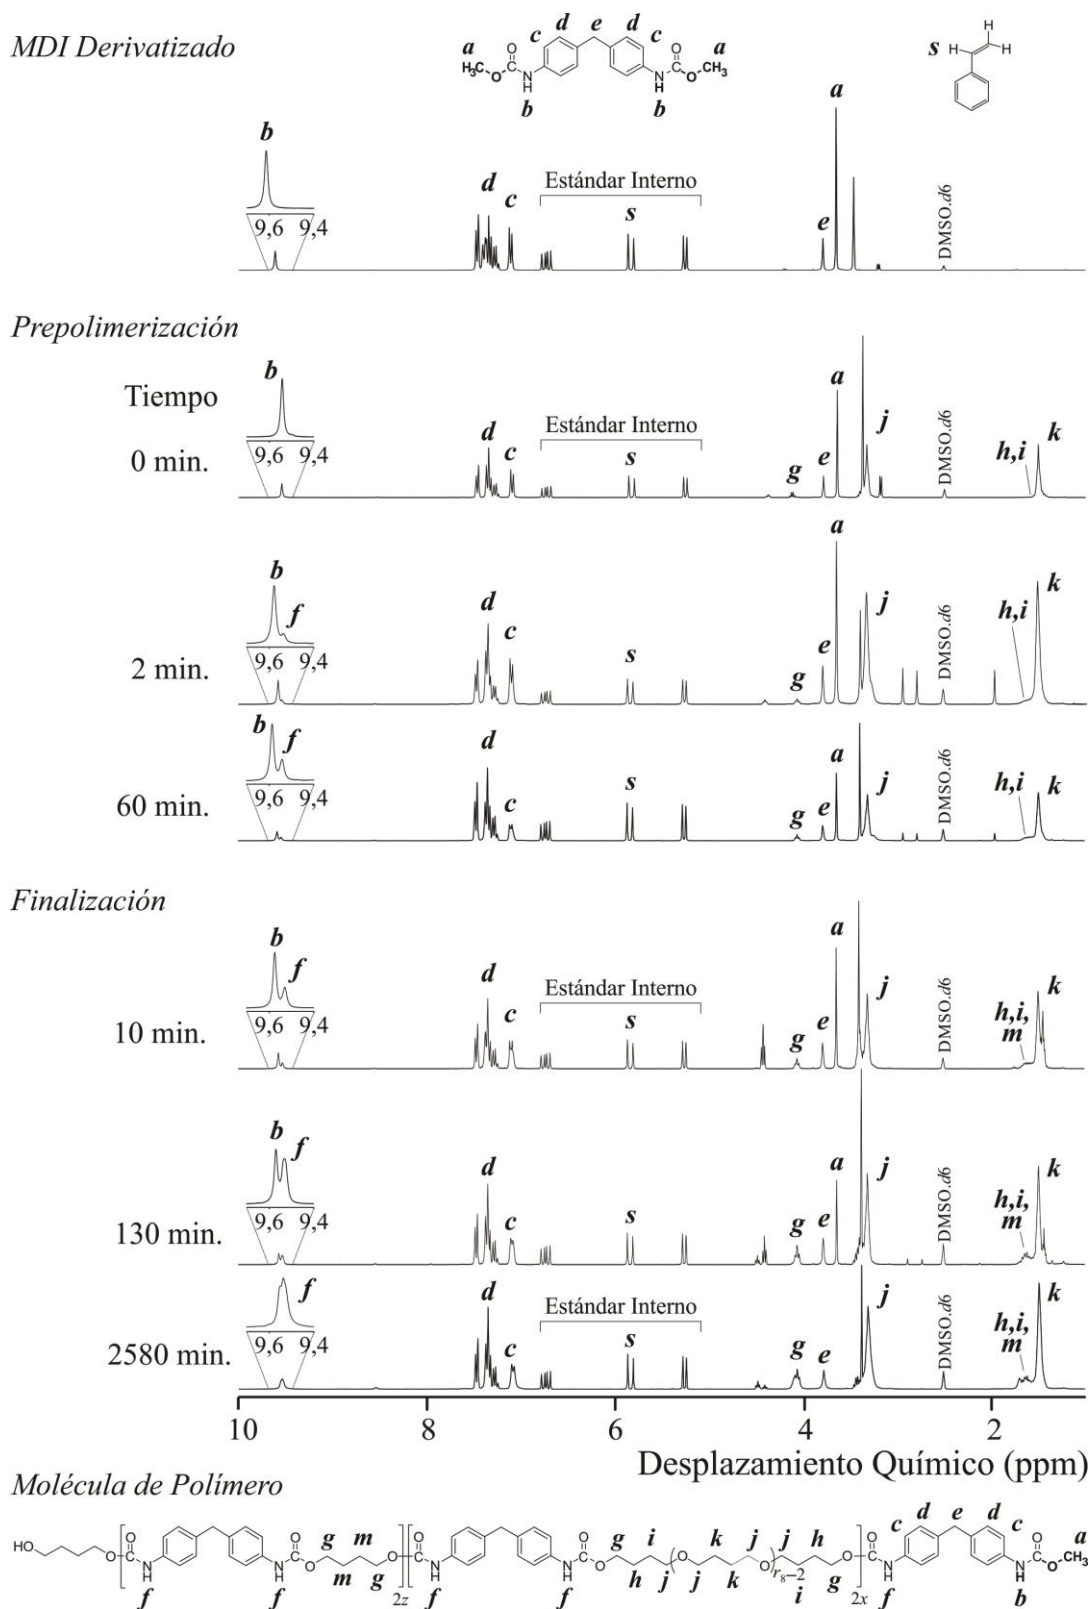 MDI Derivatizado
a c d e d c a
H₃C O O N H O N H O CH₃
b b
s H H H
b 9,6 9,4 d c Estándar Interno s e a DMSO.d6
Prepolimerización
Tiempo
0 min. b 9,6 9,4 d c Estándar Interno s g e a j DMSO.d6 h,i k
2 min. b f 9,6 9,4 d c s g e a j DMSO.d6 h,i k
60 min. b f 9,6 9,4 d c s g e a j DMSO.d6 h,i k
Finalización
10 min. b f 9,6 9,4 d c Estándar Interno s g e a j DMSO.d6 h,i, m k
130 min. b f 9,6 9,4 d c s g e a j DMSO.d6 h,i, m k
2580 min. f 9,6 9,4 d c Estándar Interno s g e j DMSO.d6 h,i, m k
10 8 6 4 2
Desplazamiento Químico (ppm)
Molécula de Polímero
g m g i k j j h c d e d c a
HO O O N H N H O O O 2z O N H N H O O O O rₛ−2 O 2x O N H N H O O CH₃
f f m g f f h j j k i g f b